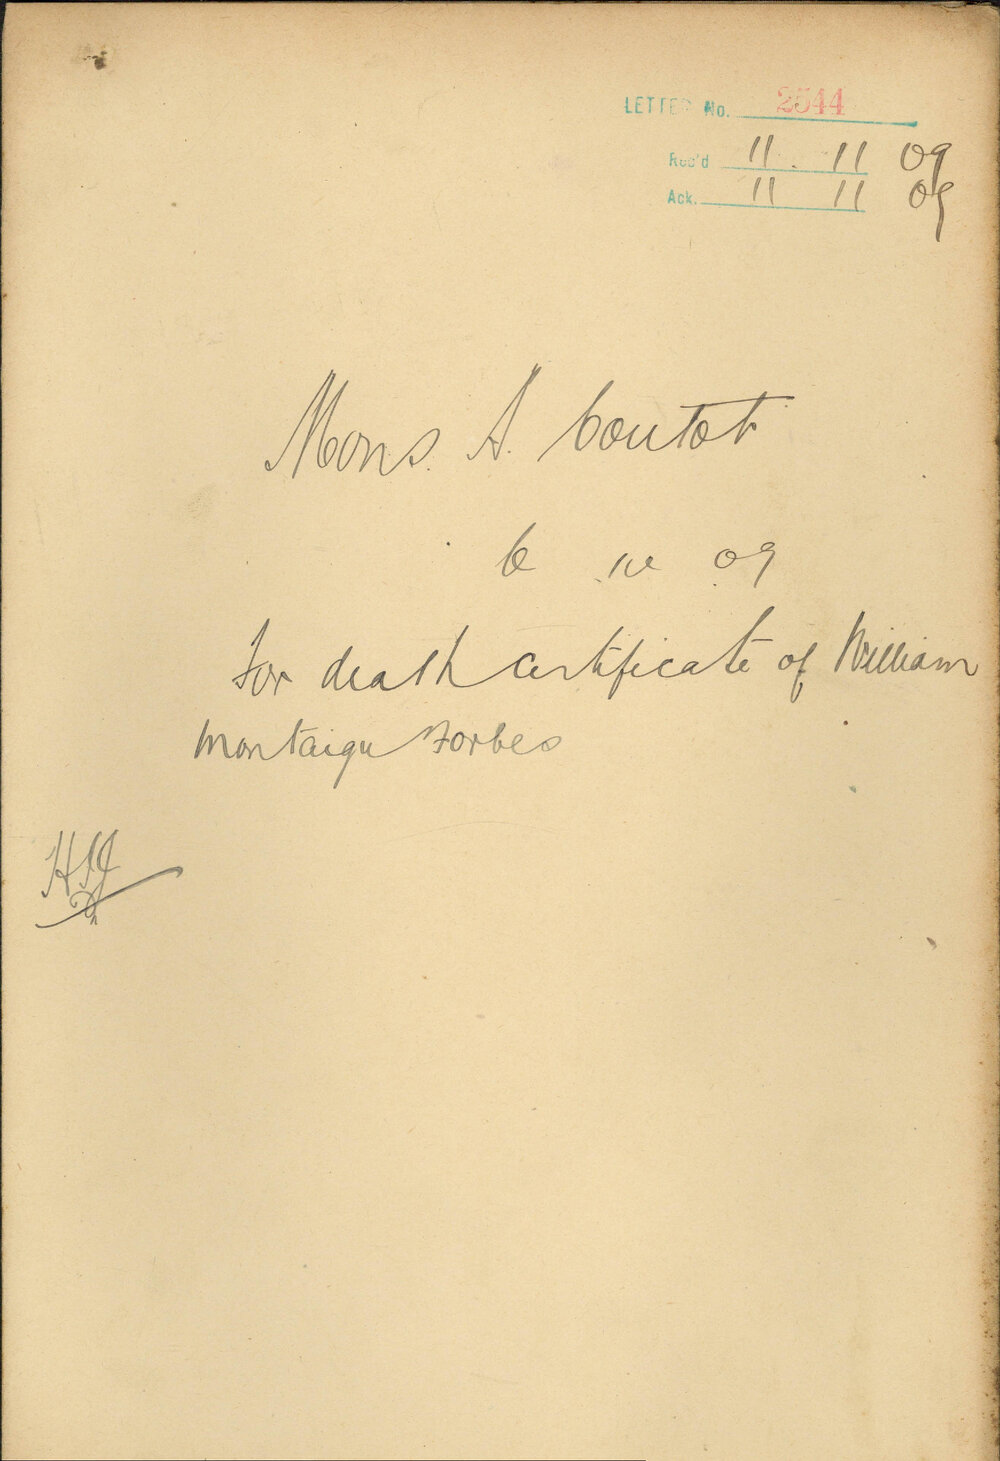 LETTER No. 2544
Rec'd 11. 11 09
Ack. 11 11 09
Mons. A. Coutot
6 10 09
For death certificate of William
Montaigu Forbes